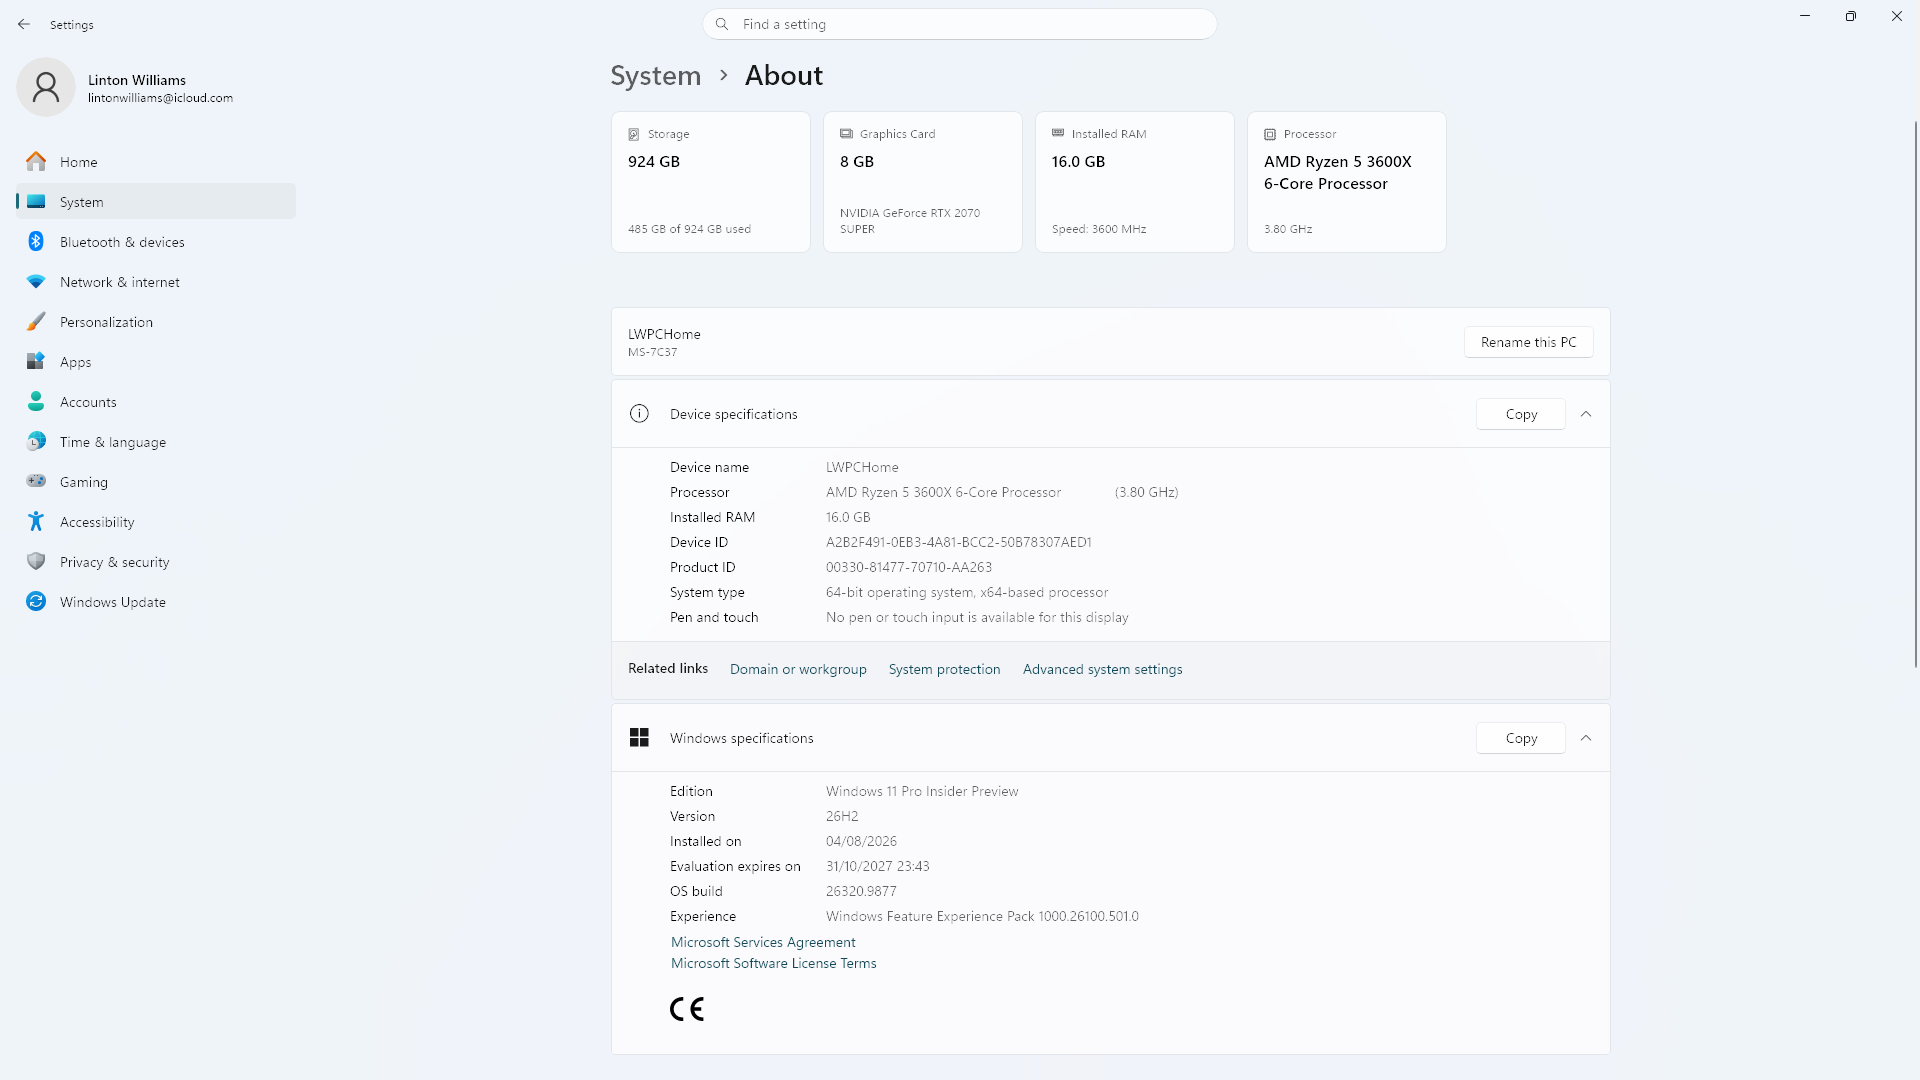 Settings
Find a setting
Linton Williams
lintonwilliams@icloud.com
Home
System
Bluetooth & devices
Network & internet
Personalization
Apps
Accounts
Time & language
Gaming
Accessibility
Privacy & security
Windows Update
System > About
Storage
924 GB
485 GB of 924 GB used
Graphics Card
8 GB
NVIDIA GeForce RTX 2070
SUPER
Installed RAM
16.0 GB
Speed: 3600 MHz
Processor
AMD Ryzen 5 3600X
6-Core Processor
3.80 GHz
LWPCHome
MS-7C37
Rename this PC
Device specifications
Copy
Device name LWPCHome
Processor AMD Ryzen 5 3600X 6-Core Processor (3.80 GHz)
Installed RAM 16.0 GB
Device ID A2B2F491-0EB3-4A81-BCC2-50B78307AED1
Product ID 00330-81477-70710-AA263
System type 64-bit operating system, x64-based processor
Pen and touch No pen or touch input is available for this display
Related links Domain or workgroup System protection Advanced system settings
Windows specifications
Copy
Edition Windows 11 Pro Insider Preview
Version 26H2
Installed on 04/08/2026
Evaluation expires on 31/10/2027 23:43
OS build 26320.9877
Experience Windows Feature Experience Pack 1000.26100.501.0
Microsoft Services Agreement
Microsoft Software License Terms
CE